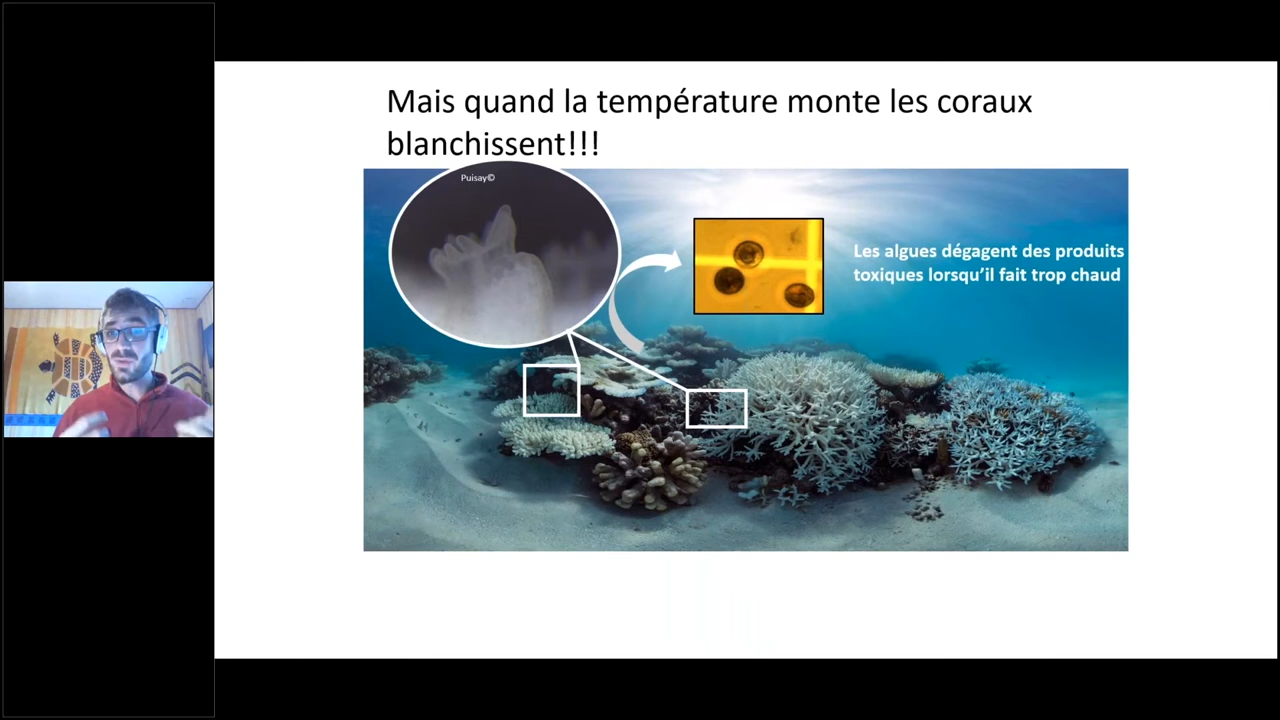 Mais quand la température monte les coraux
blanchissent!!!
Puisay©
Les algues dégagent des produits
toxiques lorsqu'il fait trop chaud